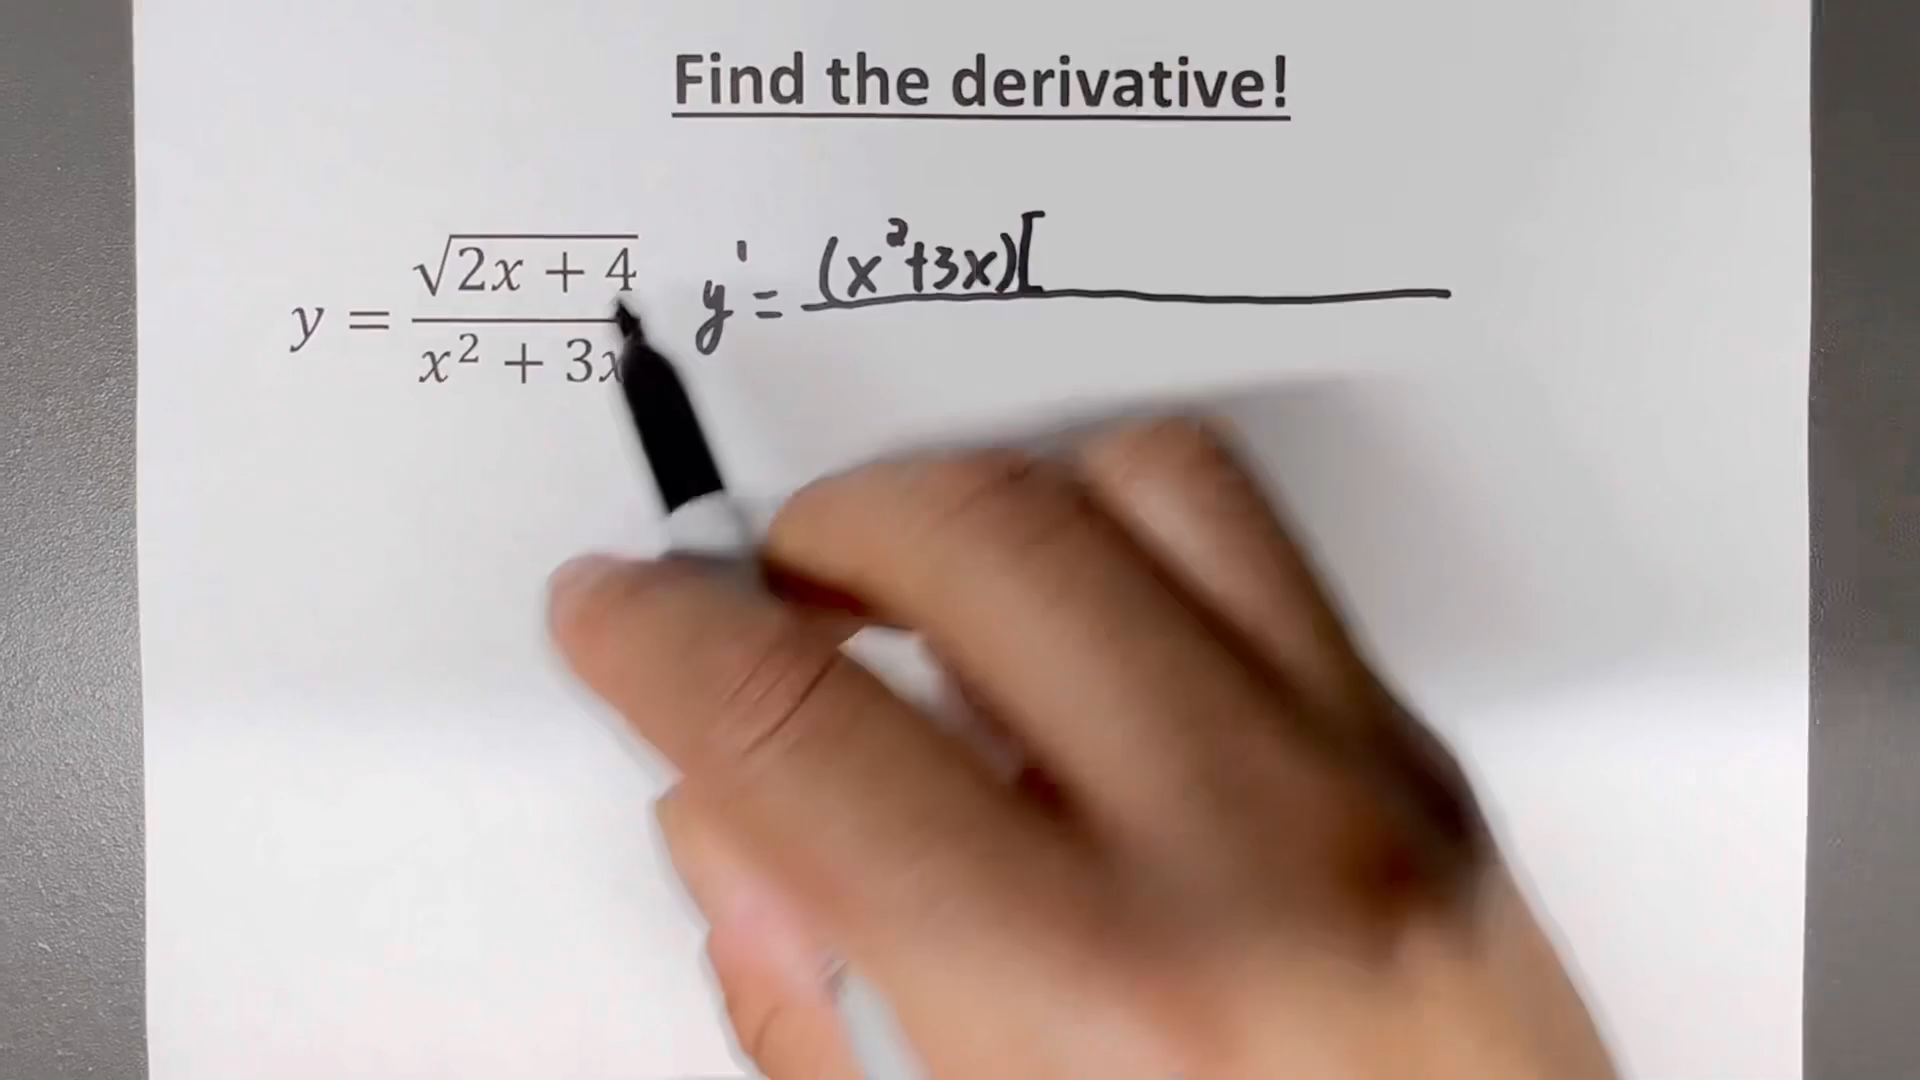 Find the derivative!
y = √2x + 4 / x² + 3x
y' = (x²+3x)[